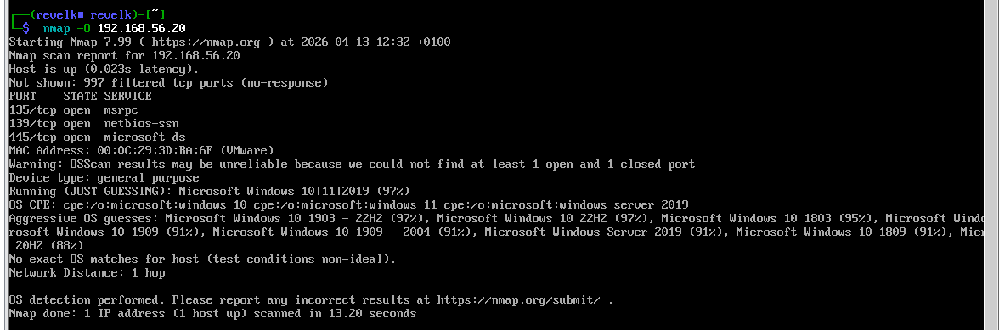 ┌──(revelk■ revelk)-[~]
└─$ nmap -O 192.168.56.20
Starting Nmap 7.99 ( https://nmap.org ) at 2026-04-13 12:32 +0100
Nmap scan report for 192.168.56.20
Host is up (0.023s latency).
Not shown: 997 filtered tcp ports (no-response)
PORT    STATE SERVICE
135/tcp open  msrpc
139/tcp open  netbios-ssn
445/tcp open  microsoft-ds
MAC Address: 00:0C:29:3D:BA:6F (VMware)
Warning: OSScan results may be unreliable because we could not find at least 1 open and 1 closed port
Device type: general purpose
Running (JUST GUESSING): Microsoft Windows 10|11|2019 (97%)
OS CPE: cpe:/o:microsoft:windows_10 cpe:/o:microsoft:windows_11 cpe:/o:microsoft:windows_server_2019
Aggressive OS guesses: Microsoft Windows 10 1903 - 22H2 (97%), Microsoft Windows 10 22H2 (97%), Microsoft Windows 10 1803 (95%), Microsoft Windo
rosoft Windows 10 1909 (91%), Microsoft Windows 10 1909 - 2004 (91%), Microsoft Windows Server 2019 (91%), Microsoft Windows 10 1809 (91%), Micr
 20H2 (88%)
No exact OS matches for host (test conditions non-ideal).
Network Distance: 1 hop

OS detection performed. Please report any incorrect results at https://nmap.org/submit/ .
Nmap done: 1 IP address (1 host up) scanned in 13.20 seconds